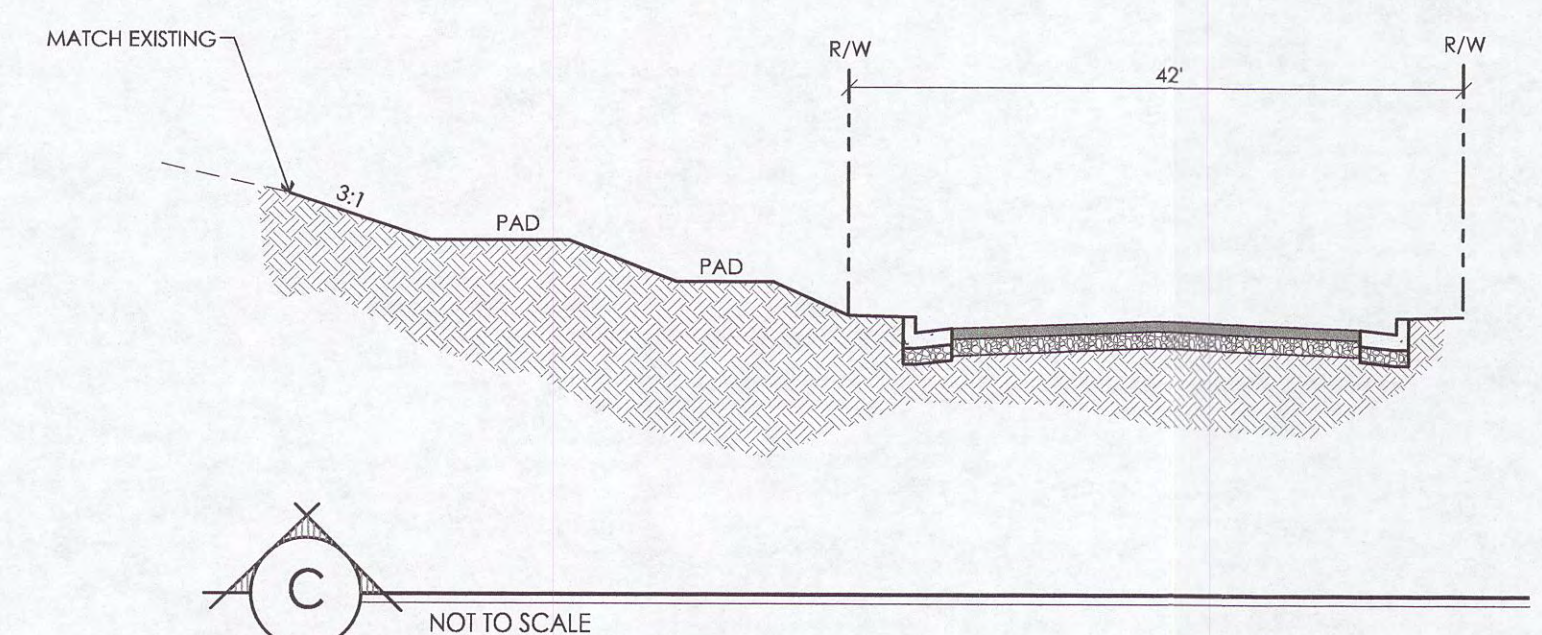 MATCH EXISTING
R/W
R/W
42'
3:1
PAD
PAD
C
NOT TO SCALE